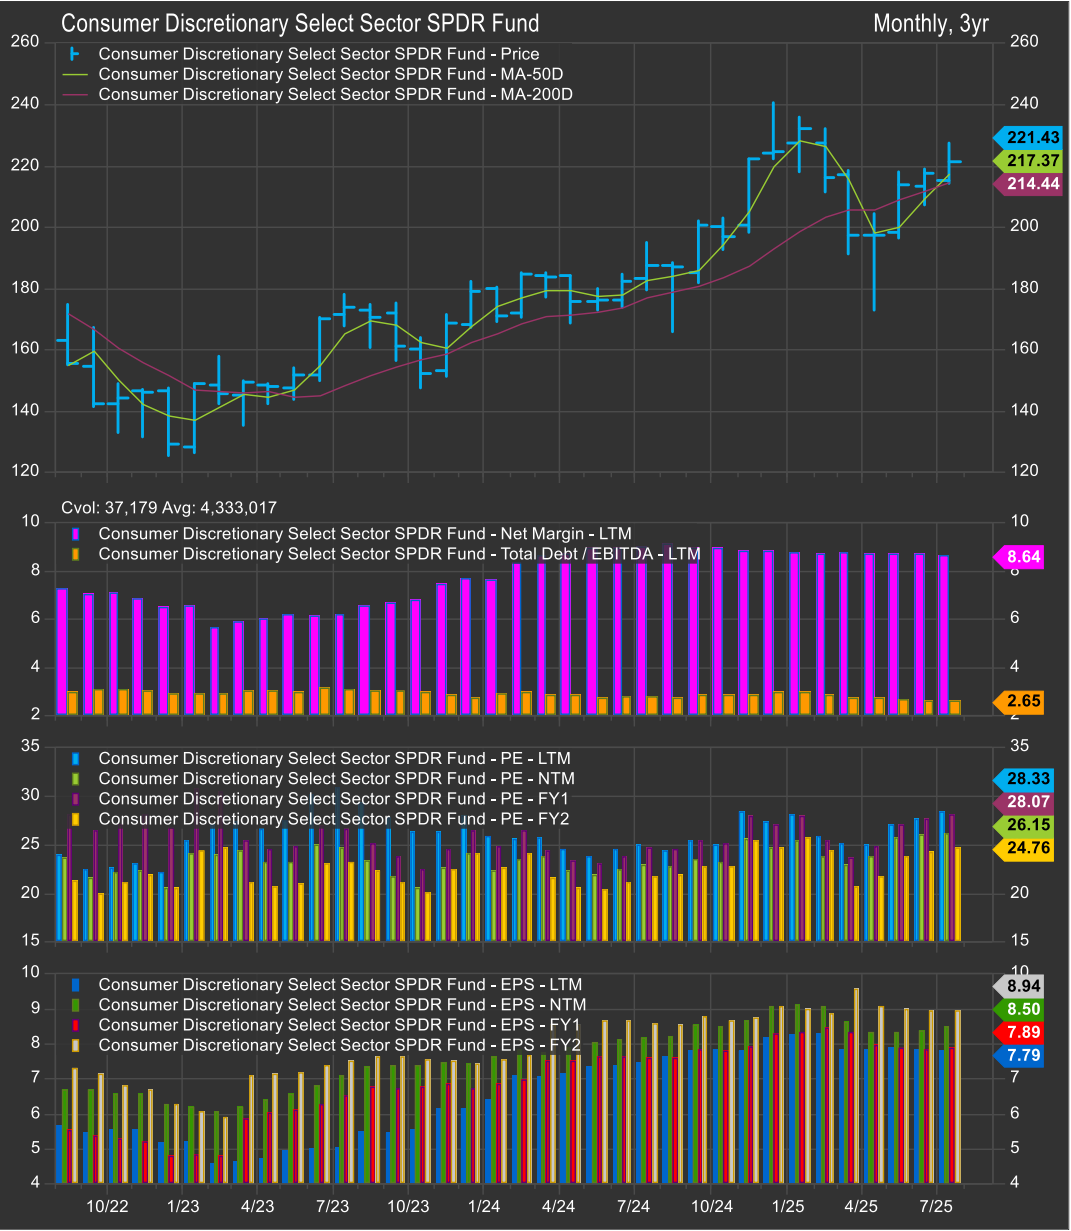 Consumer Discretionary Select Sector SPDR Fund Monthly, 3yr
260 260
Consumer Discretionary Select Sector SPDR Fund - Price
Consumer Discretionary Select Sector SPDR Fund - MA-50D
Consumer Discretionary Select Sector SPDR Fund - MA-200D
240 240
221.43
220 217.37
214.44
200 200
180 180
160 160
140 140
120 120
Cvol: 37,179 Avg: 4,333,017
10 10
Consumer Discretionary Select Sector SPDR Fund - Net Margin - LTM
Consumer Discretionary Select Sector SPDR Fund - Total Debt / EBITDA - LTM
8.64
8 8
6 6
4 4
2.65
2 2
35 35
Consumer Discretionary Select Sector SPDR Fund - PE - LTM
Consumer Discretionary Select Sector SPDR Fund - PE - NTM
Consumer Discretionary Select Sector SPDR Fund - PE - FY1
Consumer Discretionary Select Sector SPDR Fund - PE - FY2
28.33
30 28.07
26.15
25 24.76
20 20
15 15
10 10
Consumer Discretionary Select Sector SPDR Fund - EPS - LTM
Consumer Discretionary Select Sector SPDR Fund - EPS - NTM
Consumer Discretionary Select Sector SPDR Fund - EPS - FY1
Consumer Discretionary Select Sector SPDR Fund - EPS - FY2
8.94
9 8.50
7.89
8 7.79
7 7
6 6
5 5
4 4
10/22 1/23 4/23 7/23 10/23 1/24 4/24 7/24 10/24 1/25 4/25 7/25